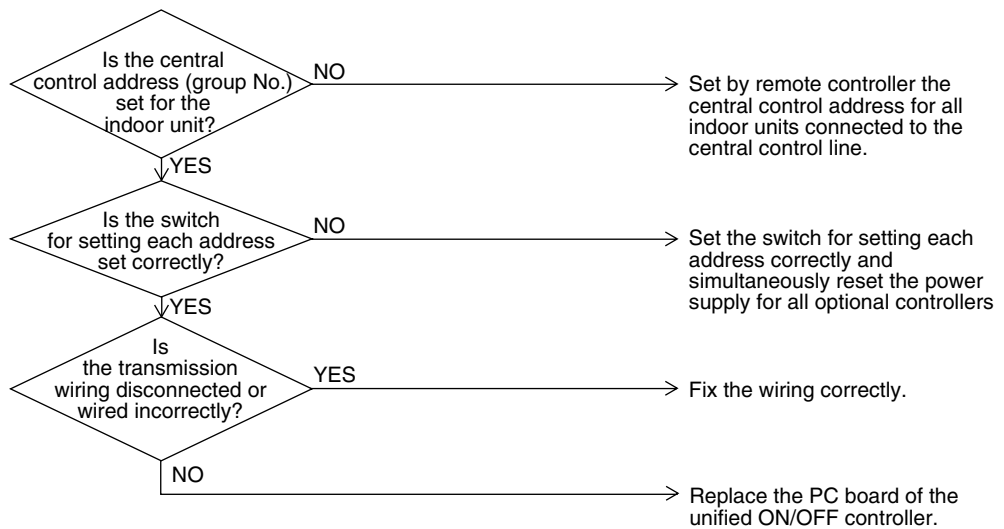 Is the central
control address (group No.)
set for the
indoor unit?
NO
Set by remote controller the
central control address for all
indoor units connected to the
central control line.
YES
Is the switch
for setting each address
set correctly?
NO
Set the switch for setting each
address correctly and
simultaneously reset the power
supply for all optional controllers
YES
Is
the transmission
wiring disconnected or
wired incorrectly?
YES
Fix the wiring correctly.
NO
Replace the PC board of the
unified ON/OFF controller.